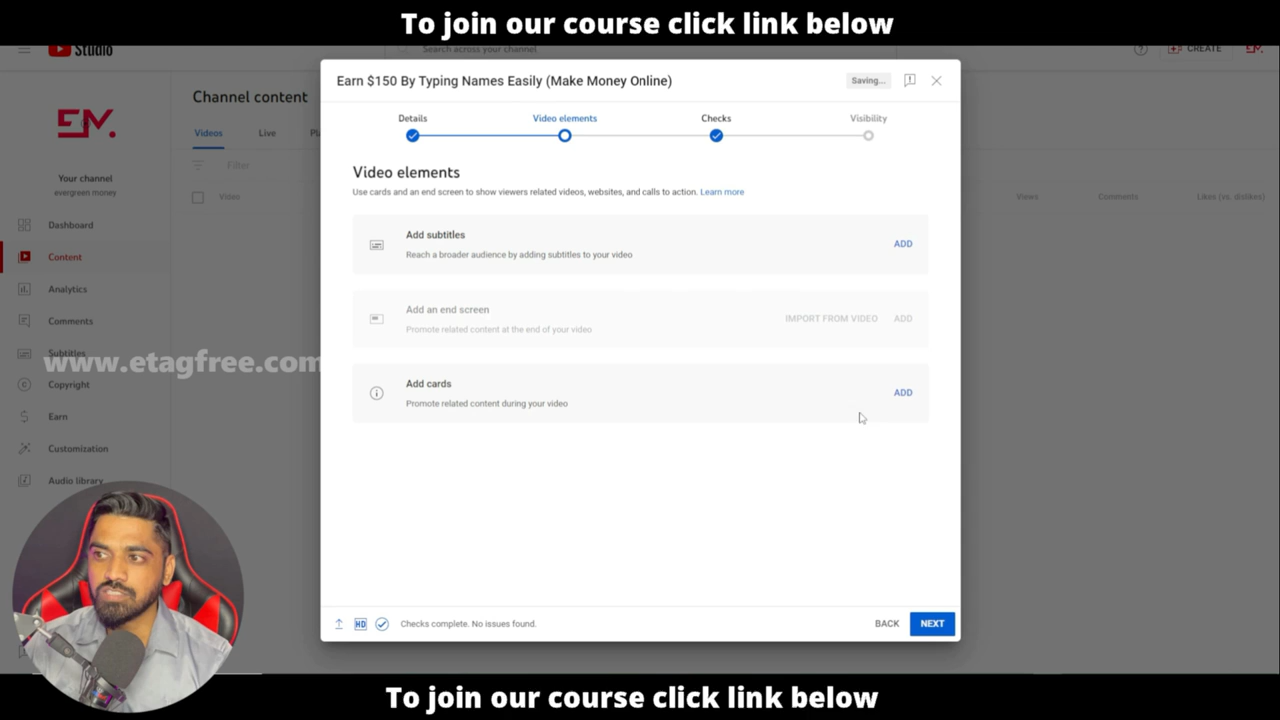 To join our course click link below
Studio
Search across your channel
CREATE
Earn $150 By Typing Names Easily (Make Money Online)
Saving...
Channel content
Details
Video elements
Checks
Visibility
Videos
Live
Filter
Video
Views
Comments
Likes (vs. dislikes)
Your channel
evergreen money
Dashboard
Content
Analytics
Comments
Subtitles
Copyright
Earn
Customization
Audio library
Video elements
Use cards and an end screen to show viewers related videos, websites, and calls to action. Learn more
Add subtitles
Reach a broader audience by adding subtitles to your video
ADD
Add an end screen
Promote related content at the end of your video
IMPORT FROM VIDEO
ADD
Add cards
Promote related content during your video
ADD
www.etagfree.com
HD
Checks complete. No issues found.
BACK
NEXT
To join our course click link below